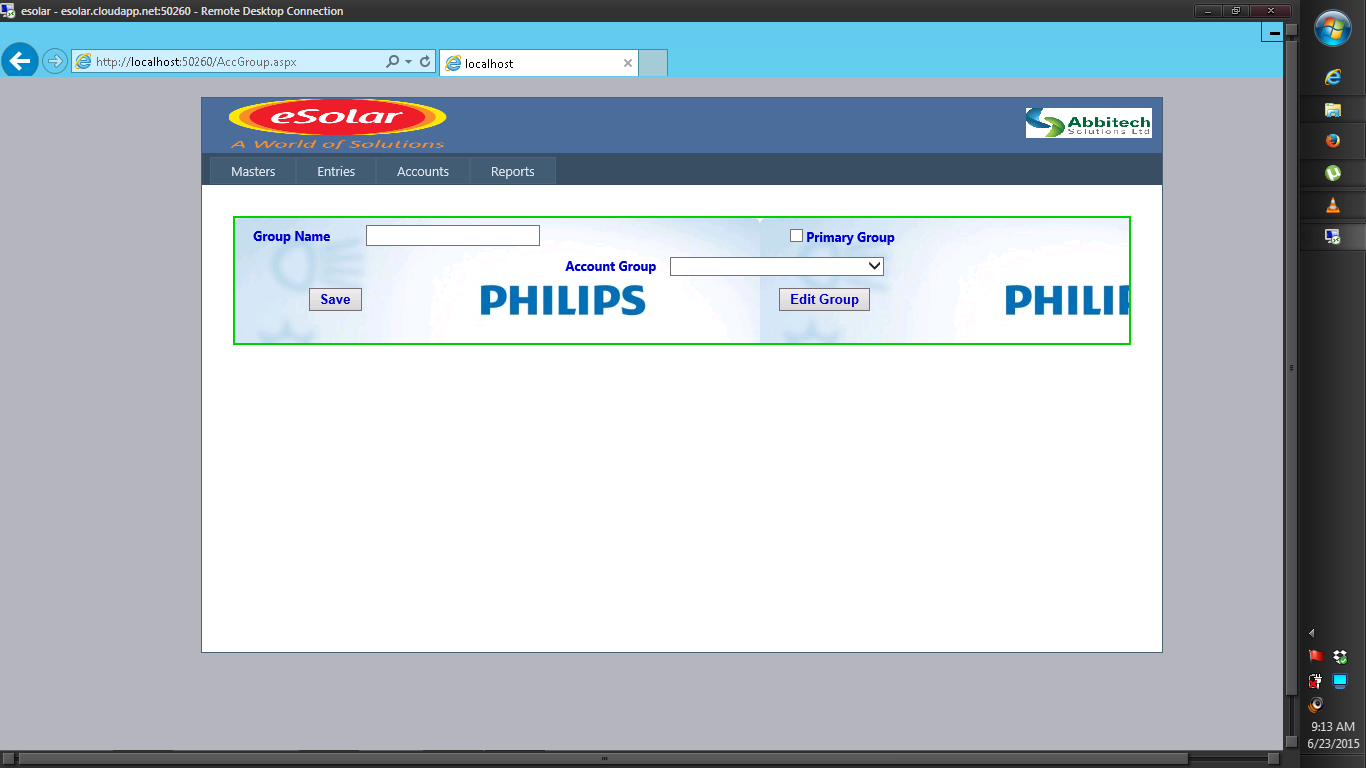 esolar - esolar.cloudapp.net:50260 - Remote Desktop Connection
http://localhost:50260/AccGroup.aspx
localhost
eSolar
A World of Solutions
Abbitech
Solutions Ltd
Masters
Entries
Accounts
Reports
Group Name
Primary Group
Account Group
Save
PHILIPS
Edit Group
PHILIP
9:13 AM
6/23/2015